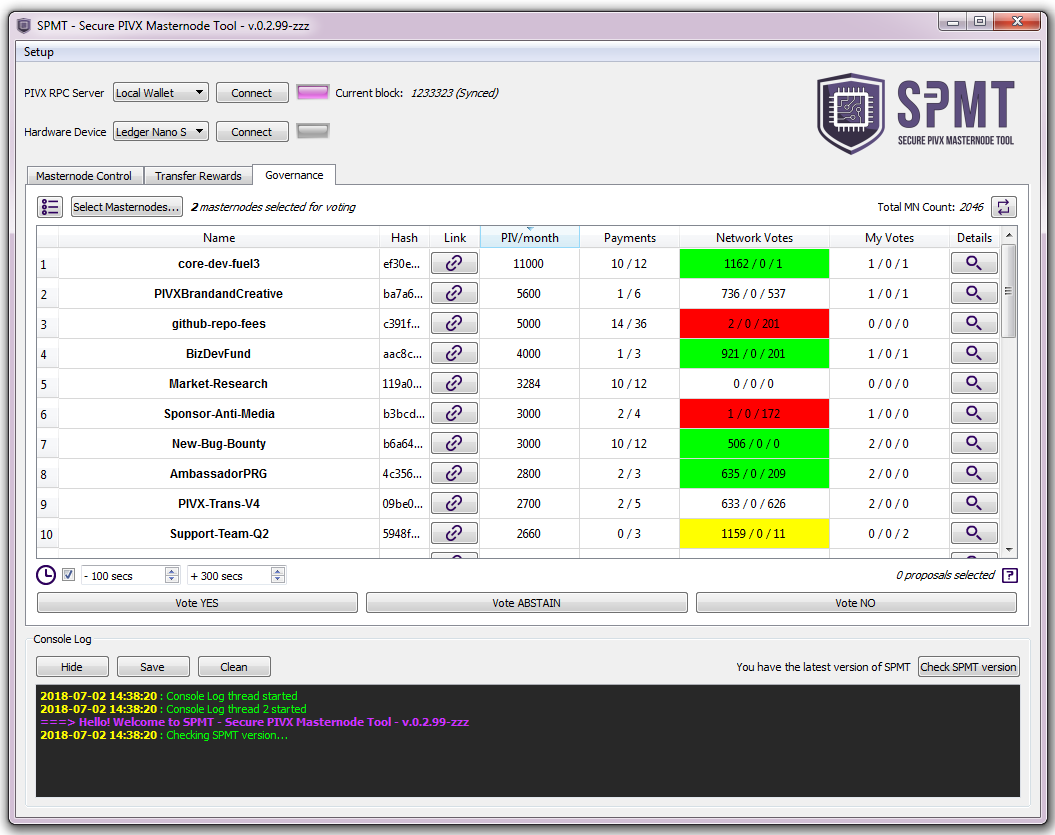 SPMT - Secure PIVX Masternode Tool - v.0.2.99-zzz
Setup
PIVX RPC Server Local Wallet Connect Current block: 1233323 (Synced)
Hardware Device Ledger Nano S Connect
SPMT
SECURE PIVX MASTERNODE TOOL
Masternode Control Transfer Rewards Governance
Select Masternodes... 2 masternodes selected for voting Total MN Count: 2046
Name Hash Link PIV/month Payments Network Votes My Votes Details
1 core-dev-fuel3 ef30e... 11000 10 / 12 1162 / 0 / 1 1 / 0 / 1
2 PIVXBrandandCreative ba7a6... 5600 1 / 6 736 / 0 / 537 1 / 0 / 1
3 github-repo-fees c391f... 5000 14 / 36 2 / 0 / 201 0 / 0 / 0
4 BizDevFund aac8c... 4000 1 / 3 921 / 0 / 201 1 / 0 / 1
5 Market-Research 119a0... 3284 10 / 12 0 / 0 / 0 0 / 0 / 0
6 Sponsor-Anti-Media b3bcd... 3000 2 / 4 1 / 0 / 172 1 / 0 / 0
7 New-Bug-Bounty b6a64... 3000 10 / 12 506 / 0 / 0 2 / 0 / 0
8 AmbassadorPRG 4c356... 2800 2 / 3 635 / 0 / 209 2 / 0 / 0
9 PIVX-Trans-V4 09be0... 2700 2 / 5 633 / 0 / 626 2 / 0 / 0
10 Support-Team-Q2 5948f... 2660 0 / 3 1159 / 0 / 11 0 / 0 / 2
- 100 secs + 300 secs 0 proposals selected ?
Vote YES Vote ABSTAIN Vote NO
Console Log
Hide Save Clean You have the latest version of SPMT Check SPMT version
2018-07-02 14:38:20 : Console Log thread started
2018-07-02 14:38:20 : Console Log thread 2 started
===> Hello! Welcome to SPMT - Secure PIVX Masternode Tool - v.0.2.99-zzz
2018-07-02 14:38:20 : Checking SPMT version...